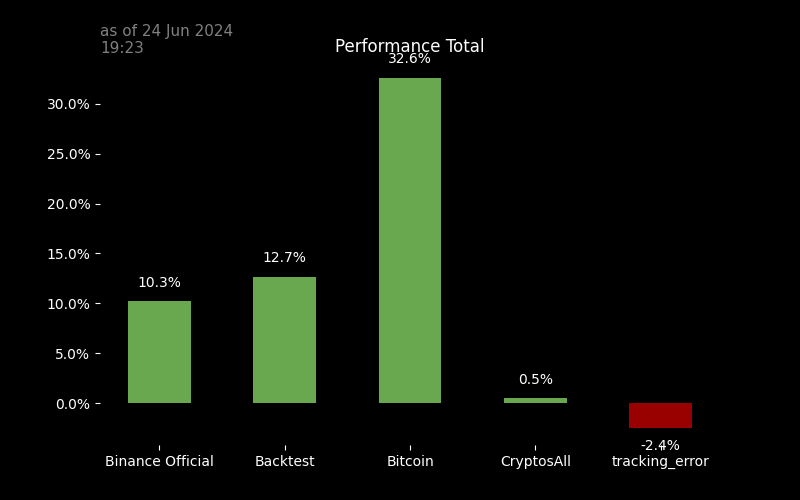 as of 24 Jun 2024
19:23
Performance Total
32.6%
30.0%
25.0%
20.0%
15.0%
10.0%
5.0%
0.0%
10.3%
12.7%
0.5%
-2.4%
Binance Official
Backtest
Bitcoin
CryptosAll
tracking_error